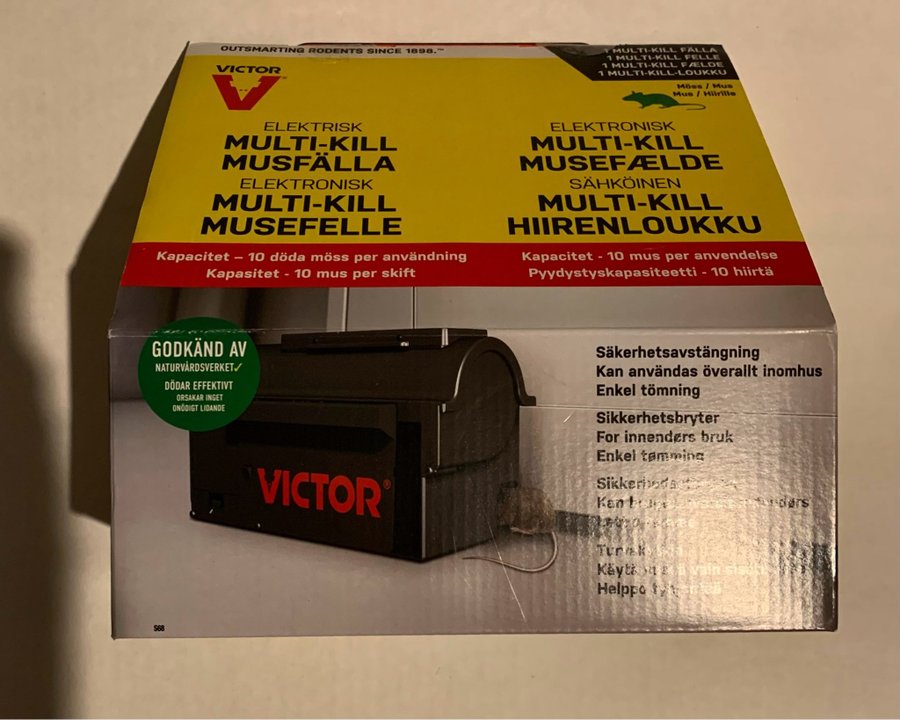 OUTSMARTING RODENTS SINCE 1898.™
1 MULTI-KILL FÄLLA
1 MULTI-KILL FELLE
1 MULTI-KILL FÆLDE
1 MULTI-KILL-LOUKKU
VICTOR®
Möss / Mus
Mus / Hiirille
ELEKTRISK
MULTI-KILL
MUSFÄLLA
ELEKTRONISK
MULTI-KILL
MUSEFELLE
ELEKTRONISK
MULTI-KILL
MUSEFÆLDE
SÄHKÖINEN
MULTI-KILL
HIIRENLOUKKU
Kapacitet – 10 döda möss per användning
Kapasitet - 10 mus per skift
Kapacitet - 10 mus per anvendelse
Pyydystyskapasiteetti - 10 hiirtä
GODKÄND AV
NATURVÅRDSVERKET✓
DÖDAR EFFEKTIVT
ORSAKAR INGET
ONÖDIGT LIDANDE
VICTOR®
Säkerhetsavstängning
Kan användas överallt inomhus
Enkel tömning
Sikkerhetsbryter
For innendørs bruk
Enkel tømming
Kan
vain
Helppo
568